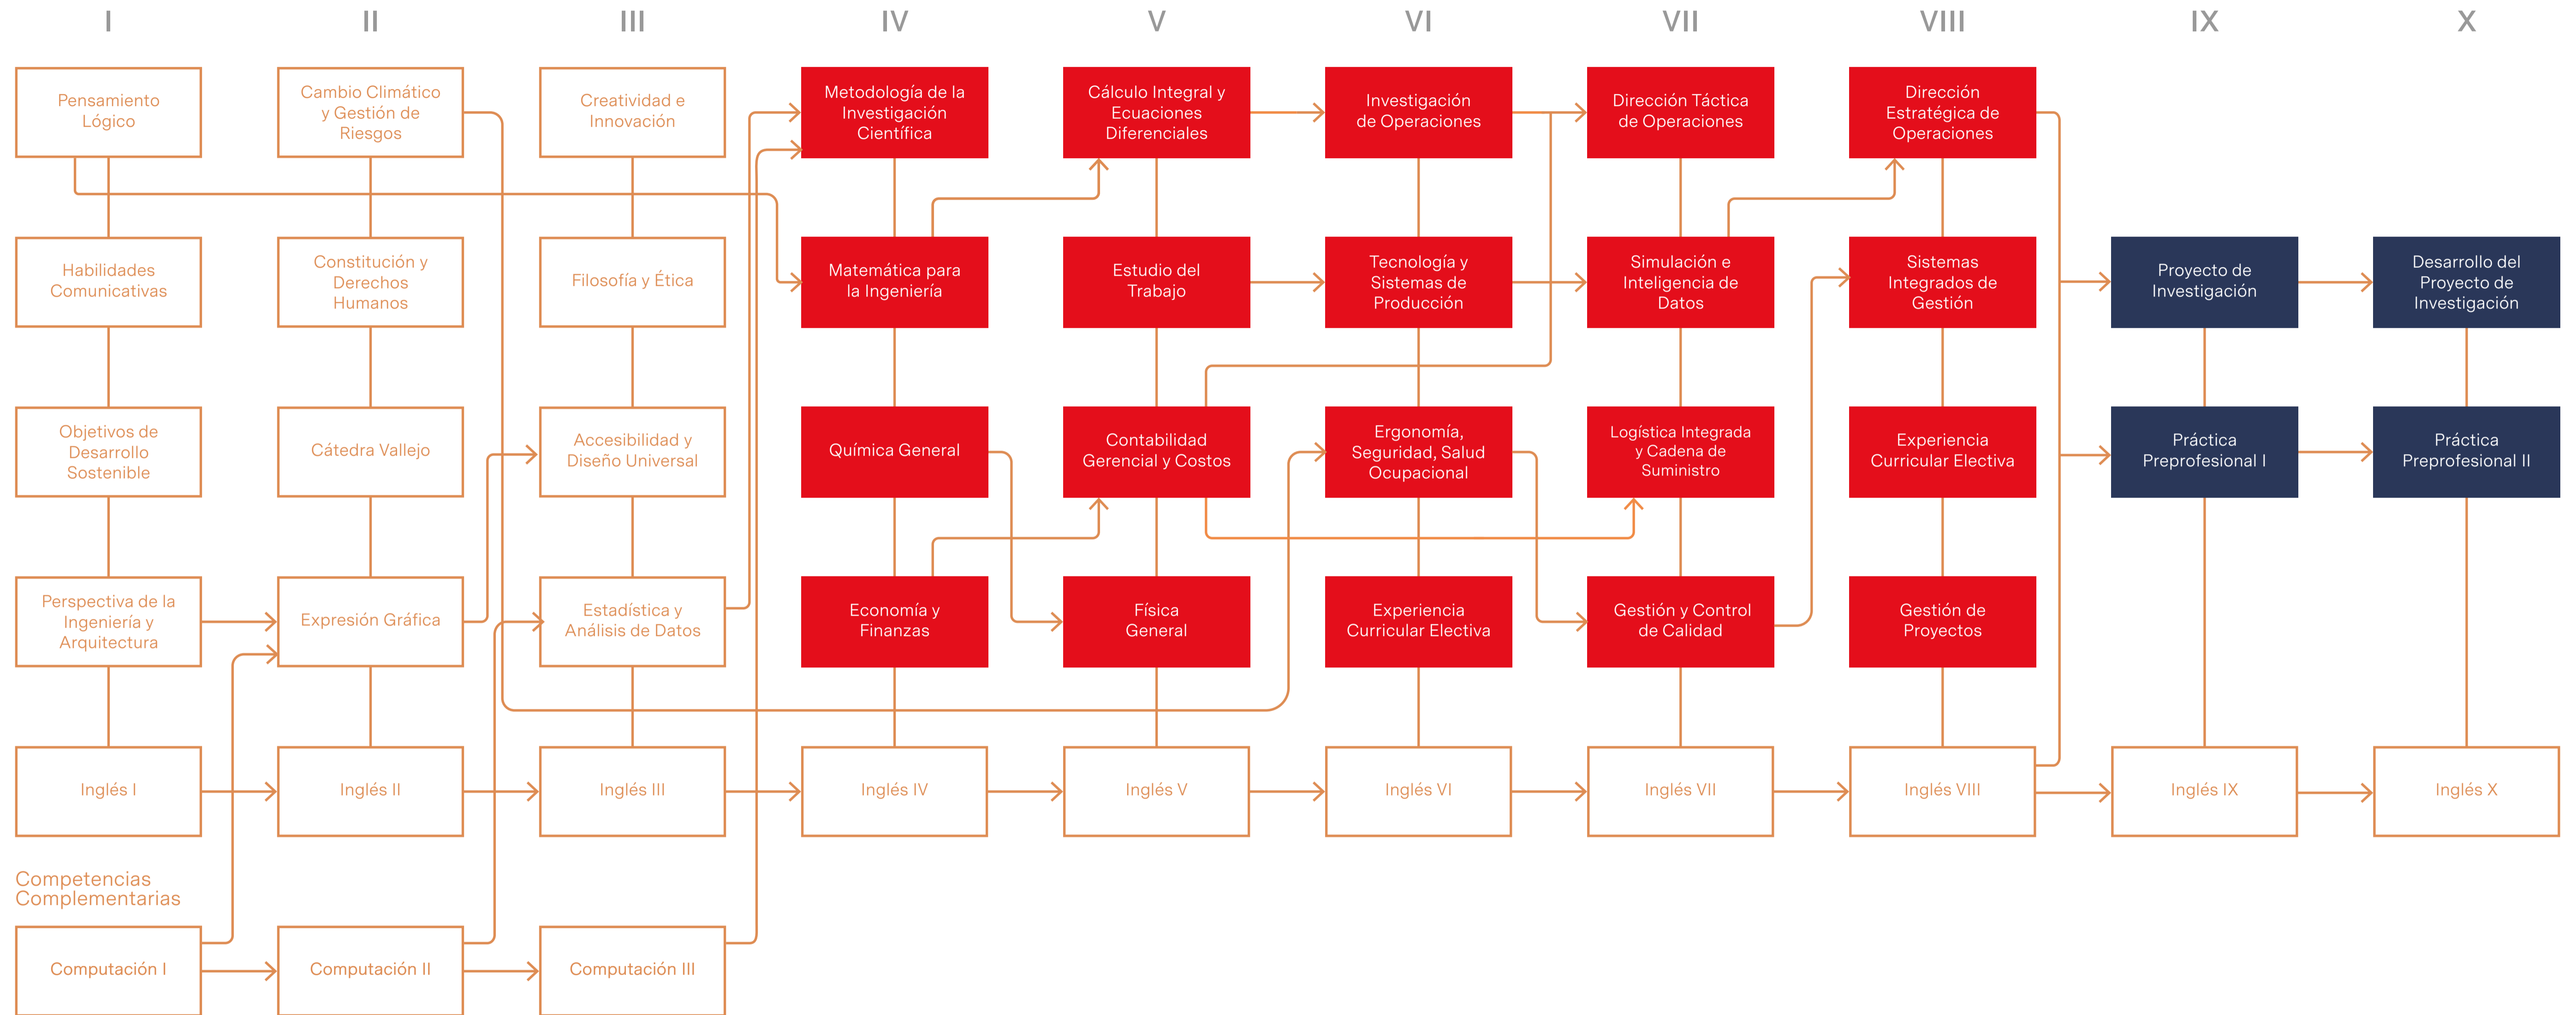 I
II
III
IV
V
VI
VII
VIII
IX
X
Pensamiento
Lógico
Cambio Climático
y Gestión de
Riesgos
Creatividad e
Innovación
Metodología de la
Investigación
Científica
Cálculo Integral y
Ecuaciones
Diferenciales
Investigación
de Operaciones
Dirección Táctica
de Operaciones
Dirección
Estratégica de
Operaciones
Habilidades
Comunicativas
Constitución y
Derechos
Humanos
Filosofía y Ética
Matemática para
la Ingeniería
Estudio del
Trabajo
Tecnología y
Sistemas de
Producción
Simulación e
Inteligencia de
Datos
Sistemas
Integrados de
Gestión
Proyecto de
Investigación
Desarrollo del
Proyecto de
Investigación
Objetivos de
Desarrollo
Sostenible
Cátedra Vallejo
Accesibilidad y
Diseño Universal
Química General
Contabilidad
Gerencial y Costos
Ergonomía,
Seguridad, Salud
Ocupacional
Logística Integrada
y Cadena de
Suministro
Experiencia
Curricular Electiva
Práctica
Preprofesional I
Práctica
Preprofesional II
Perspectiva de la
Ingeniería y
Arquitectura
Expresión Gráfica
Estadística y
Análisis de Datos
Economía y
Finanzas
Física
General
Experiencia
Curricular Electiva
Gestión y Control
de Calidad
Gestión de
Proyectos
Inglés I
Inglés II
Inglés III
Inglés IV
Inglés V
Inglés VI
Inglés VII
Inglés VIII
Inglés IX
Inglés X
Competencias
Complementarias
Computación I
Computación II
Computación III